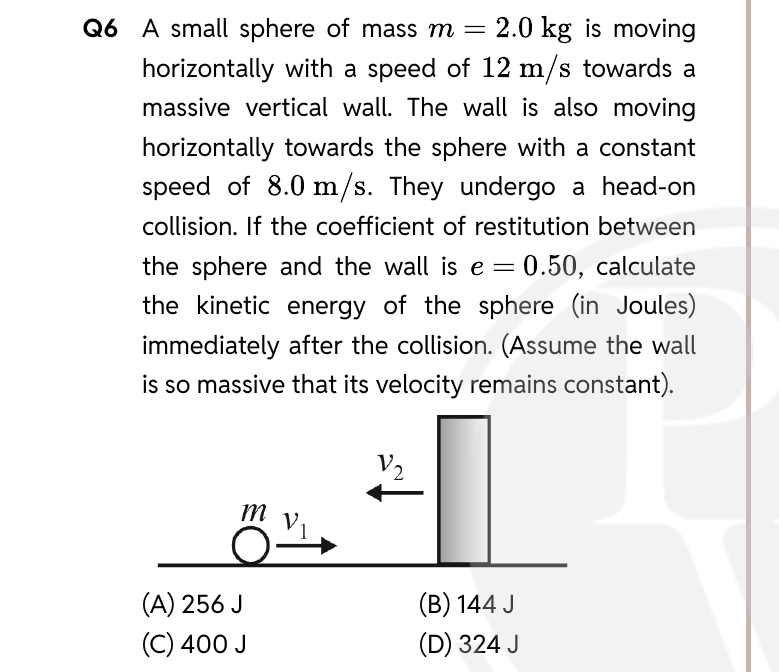 Q6 A small sphere of mass m = 2.0 kg is moving
horizontally with a speed of 12 m/s towards a
massive vertical wall. The wall is also moving
horizontally towards the sphere with a constant
speed of 8.0 m/s. They undergo a head-on
collision. If the coefficient of restitution between
the sphere and the wall is e = 0.50, calculate
the kinetic energy of the sphere (in Joules)
immediately after the collision. (Assume the wall
is so massive that its velocity remains constant).
v₂
m v₁
(A) 256 J (B) 144 J
(C) 400 J (D) 324 J